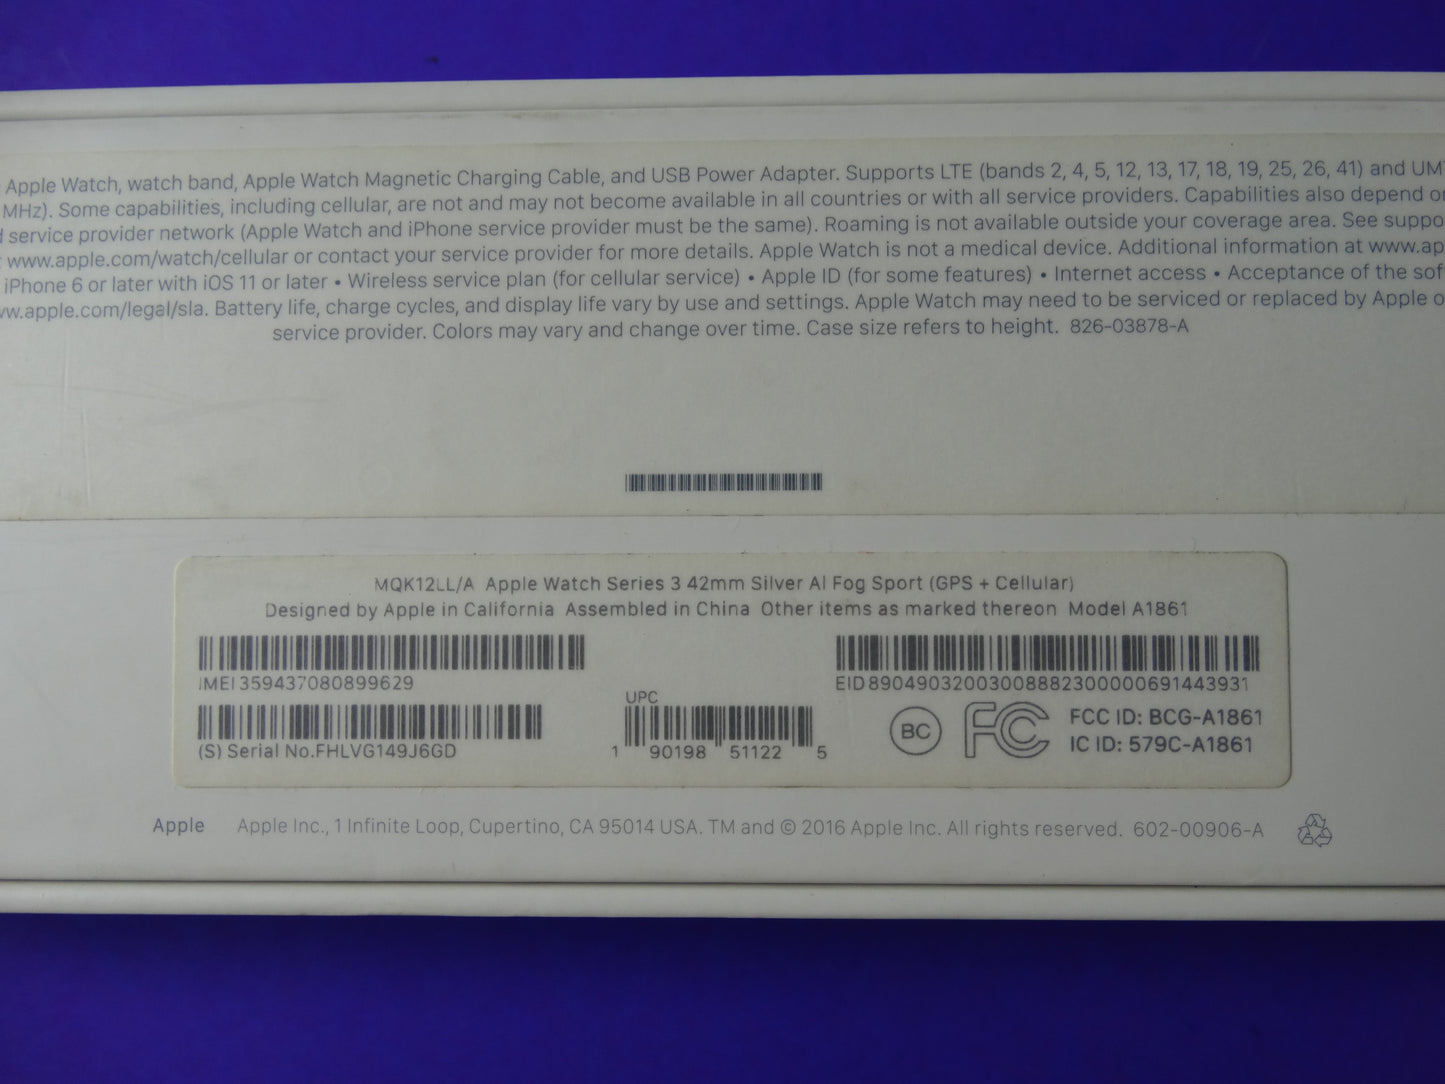 Apple Watch, watch band, Apple Watch Magnetic Charging Cable, and USB Power Adapter. Supports LTE (bands 2, 4, 5, 12, 13, 17, 18, 19, 25, 26, 41) and
MHz). Some capabilities, including cellular, are not and may not become available in all countries or with all service providers. Capabilities also depend
service provider network (Apple Watch and iPhone service provider must be the same). Roaming is not available outside your coverage area. See
www.apple.com/watch/cellular or contact your service provider for more details. Apple Watch is not a medical device. Additional information at
iPhone 6 or later with iOS 11 or later • Wireless service plan (for cellular service) • Apple ID (for some features) • Internet access • Acceptance of the
Battery life, charge cycles, and display life vary by use and settings. Apple Watch may need to be serviced or replaced by Apple
service provider. Colors may vary and change over time. Case size refers to height. 826-03878-A
MQK12LL/A Apple Watch Series 3 42mm Silver Al Fog Sport (GPS + Cellular)
Designed by Apple in California Assembled in China Other items as marked thereon Model A1861
IMEI 359437080899629
EID 89049032003008882300000691443931
(S) Serial No.FHLVG149J6GD
UPC
1 90198 51122 5
BC
FC
FCC ID: BCG-A1861
IC ID: 579C-A1861
Apple Apple Inc., 1 Infinite Loop, Cupertino, CA 95014 USA. TM and © 2016 Apple Inc. All rights reserved. 602-00906-A